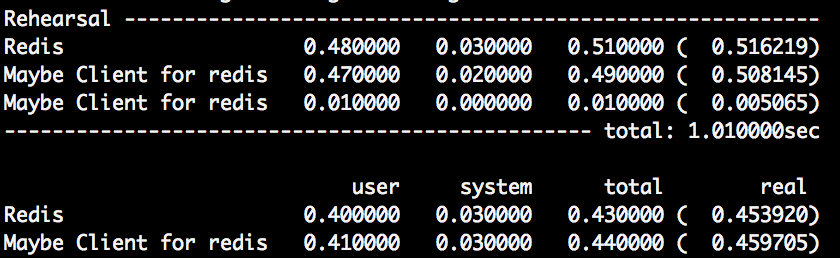 Rehearsal ----------------------------------------------------------
Redis                    0.480000   0.030000   0.510000 (  0.516219)
Maybe Client for redis   0.470000   0.020000   0.490000 (  0.508145)
Maybe Client for redis   0.010000   0.000000   0.010000 (  0.005065)
------------------------------------------------- total: 1.010000sec
                             user     system      total        real
Redis                    0.400000   0.030000   0.430000 (  0.453920)
Maybe Client for redis   0.410000   0.030000   0.440000 (  0.459705)